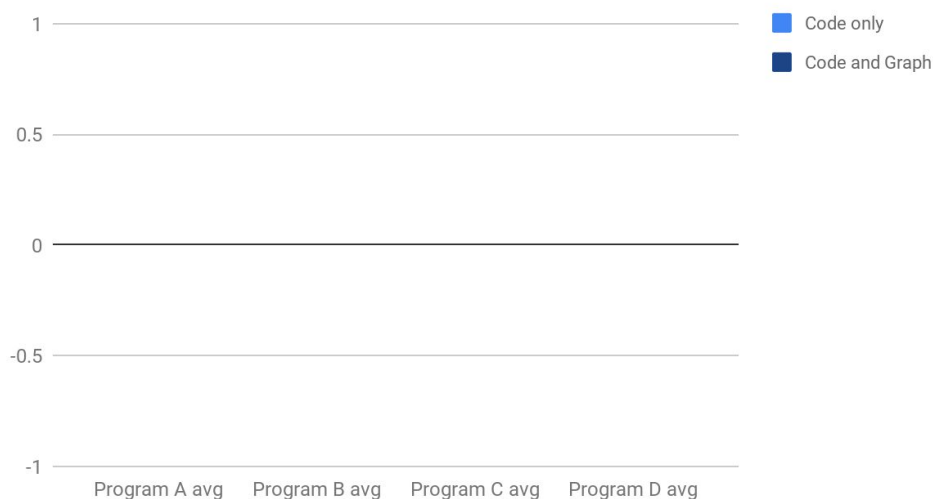 1
0.5
0
-0.5
-1
Program A avg
Program B avg
Program C avg
Program D avg
Code only
Code and Graph